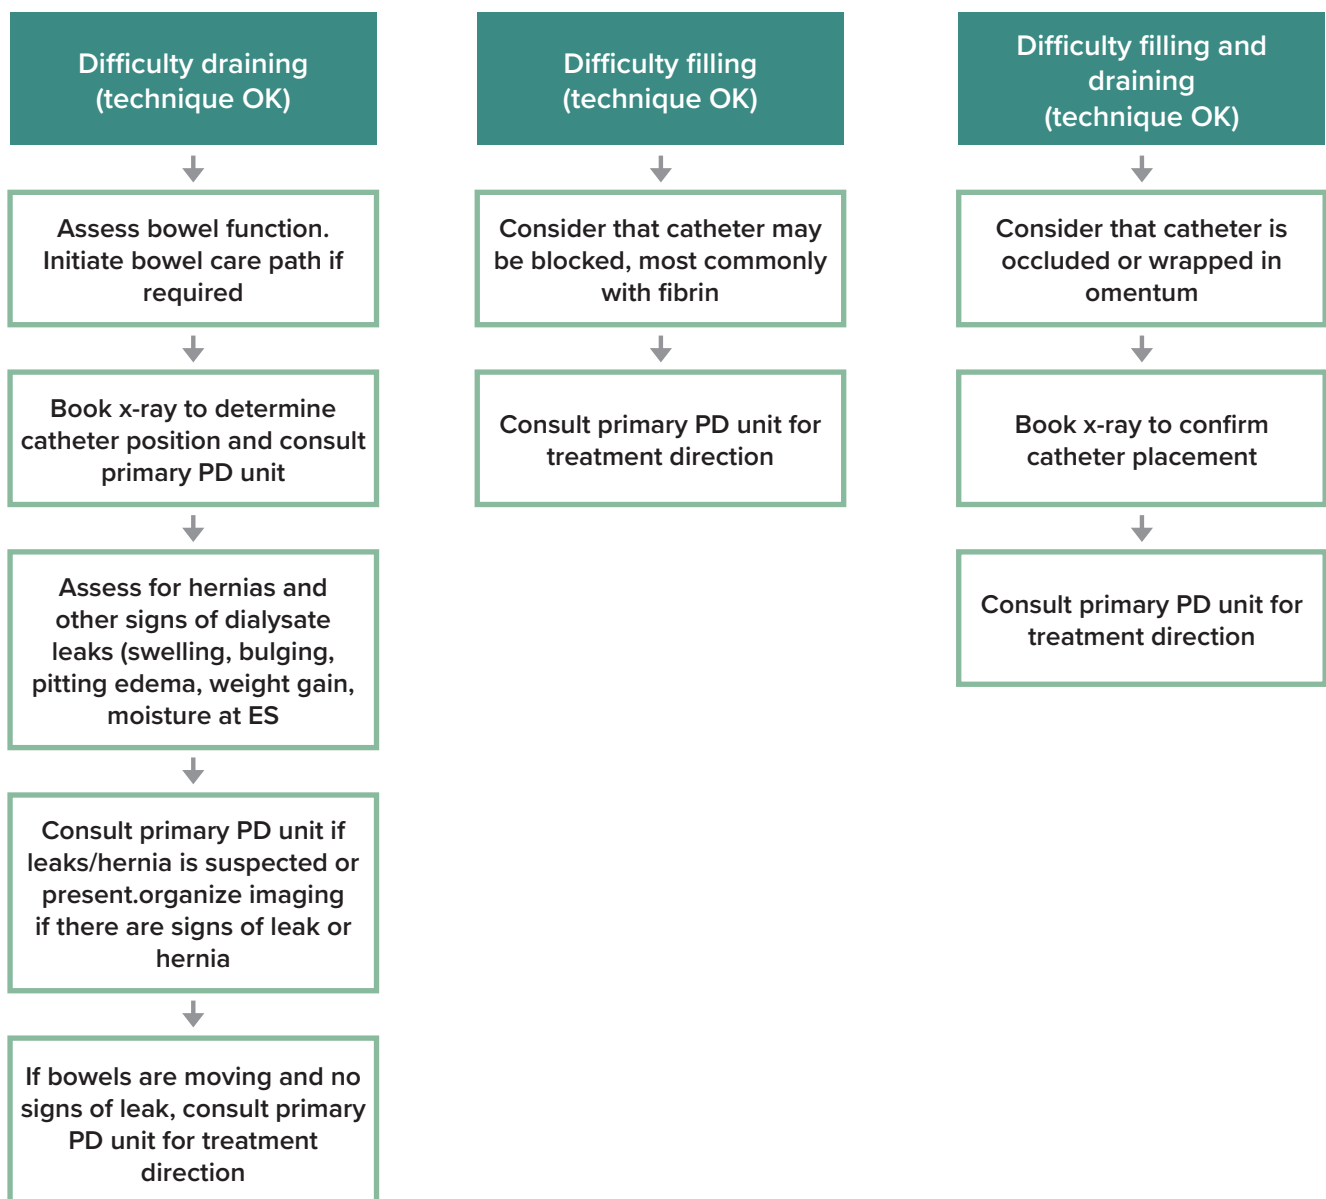 Difficulty draining
(technique OK)
Assess bowel function.
Initiate bowel care path if
required
Book x-ray to determine
catheter position and consult
primary PD unit
Assess for hernias and
other signs of dialysate
leaks (swelling, bulging,
pitting edema, weight gain,
moisture at ES
Consult primary PD unit if
leaks/hernia is suspected or
present.organize imaging
if there are signs of leak or
hernia
If bowels are moving and no
signs of leak, consult primary
PD unit for treatment
direction
Difficulty filling
(technique OK)
Consider that catheter may
be blocked, most commonly
with fibrin
Consult primary PD unit for
treatment direction
Difficulty filling and
draining
(technique OK)
Consider that catheter is
occluded or wrapped in
omentum
Book x-ray to confirm
catheter placement
Consult primary PD unit for
treatment direction